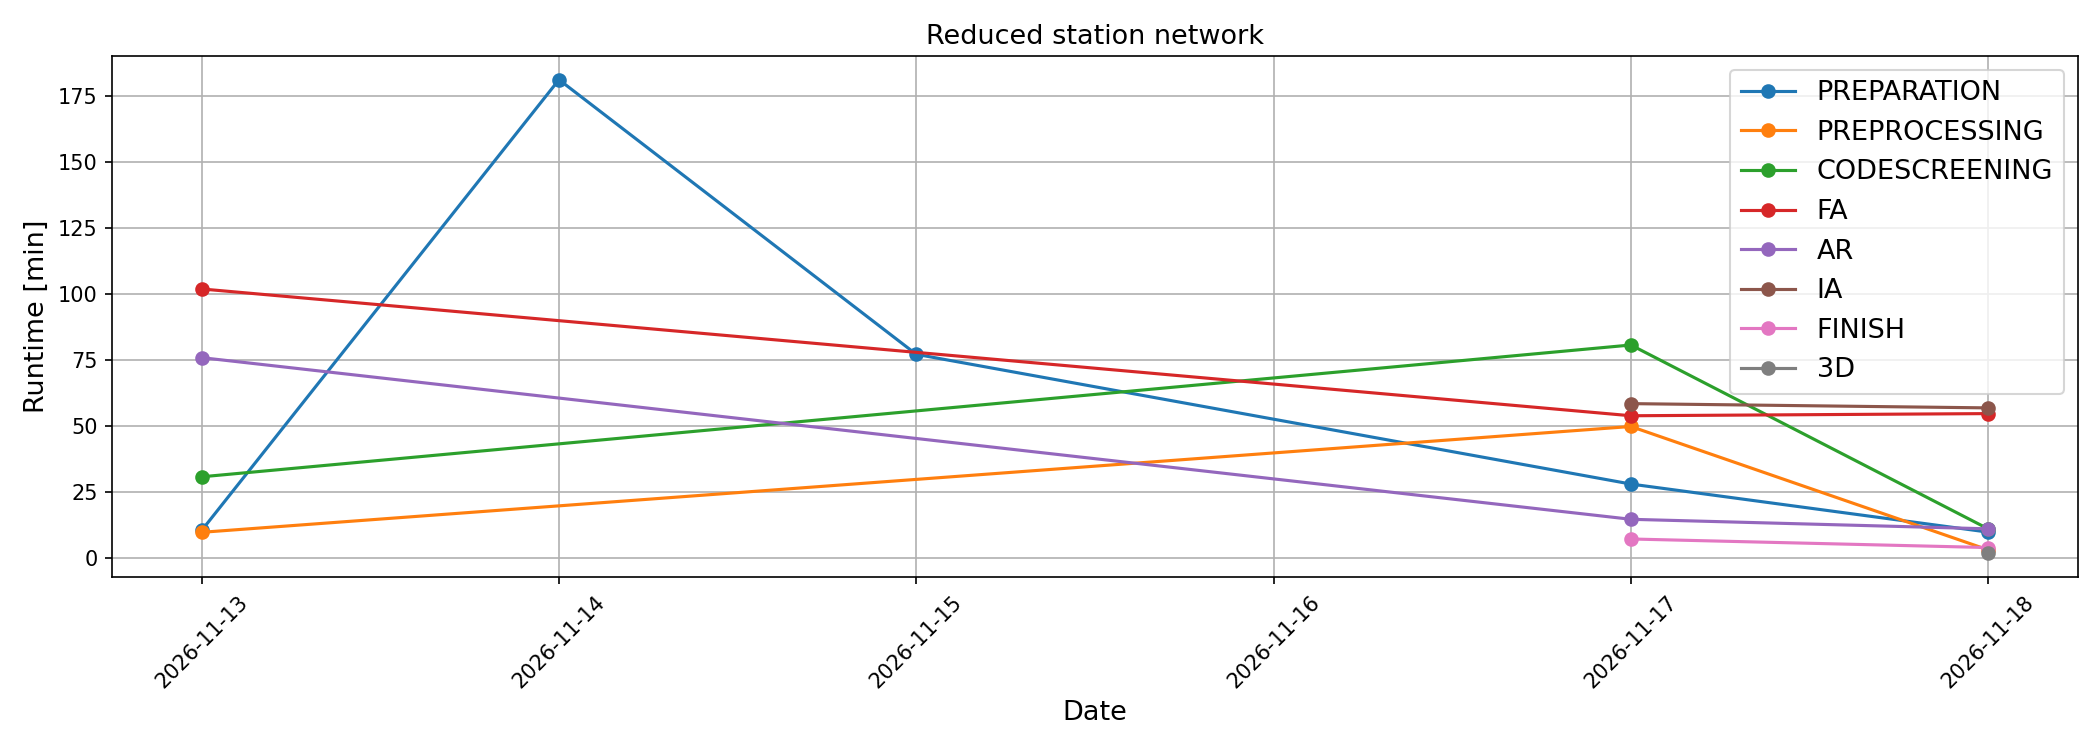 Reduced station network
Runtime [min]
175
150
125
100
75
50
25
0
PREPARATION
PREPROCESSING
CODESCREENING
FA
AR
IA
FINISH
3D
2026-11-13
2026-11-14
2026-11-15
2026-11-16
2026-11-17
2026-11-18
Date